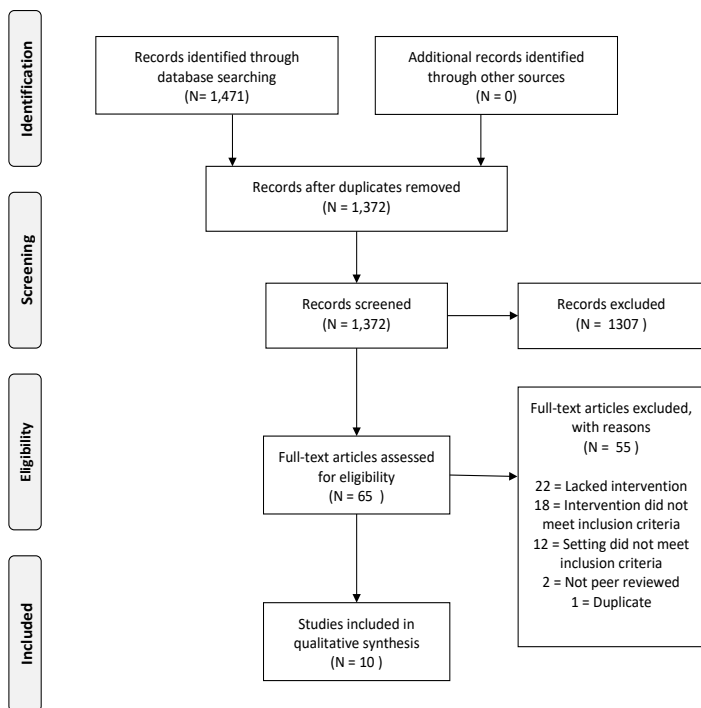 Identification
Records identified through
database searching
(N= 1,471)
Additional records identified
through other sources
(N = 0)
Records after duplicates removed
(N = 1,372)
Screening
Records screened
(N = 1,372)
Records excluded
(N =  1307 )
Eligibility
Full-text articles assessed
for eligibility
(N = 65  )
Full-text articles excluded,
with reasons
(N =  55 )
22 = Lacked intervention
18 = Intervention did not
meet inclusion criteria
12 = Setting did not meet
inclusion criteria
2 = Not peer reviewed
1 = Duplicate
Included
Studies included in
qualitative synthesis
(N = 10 )